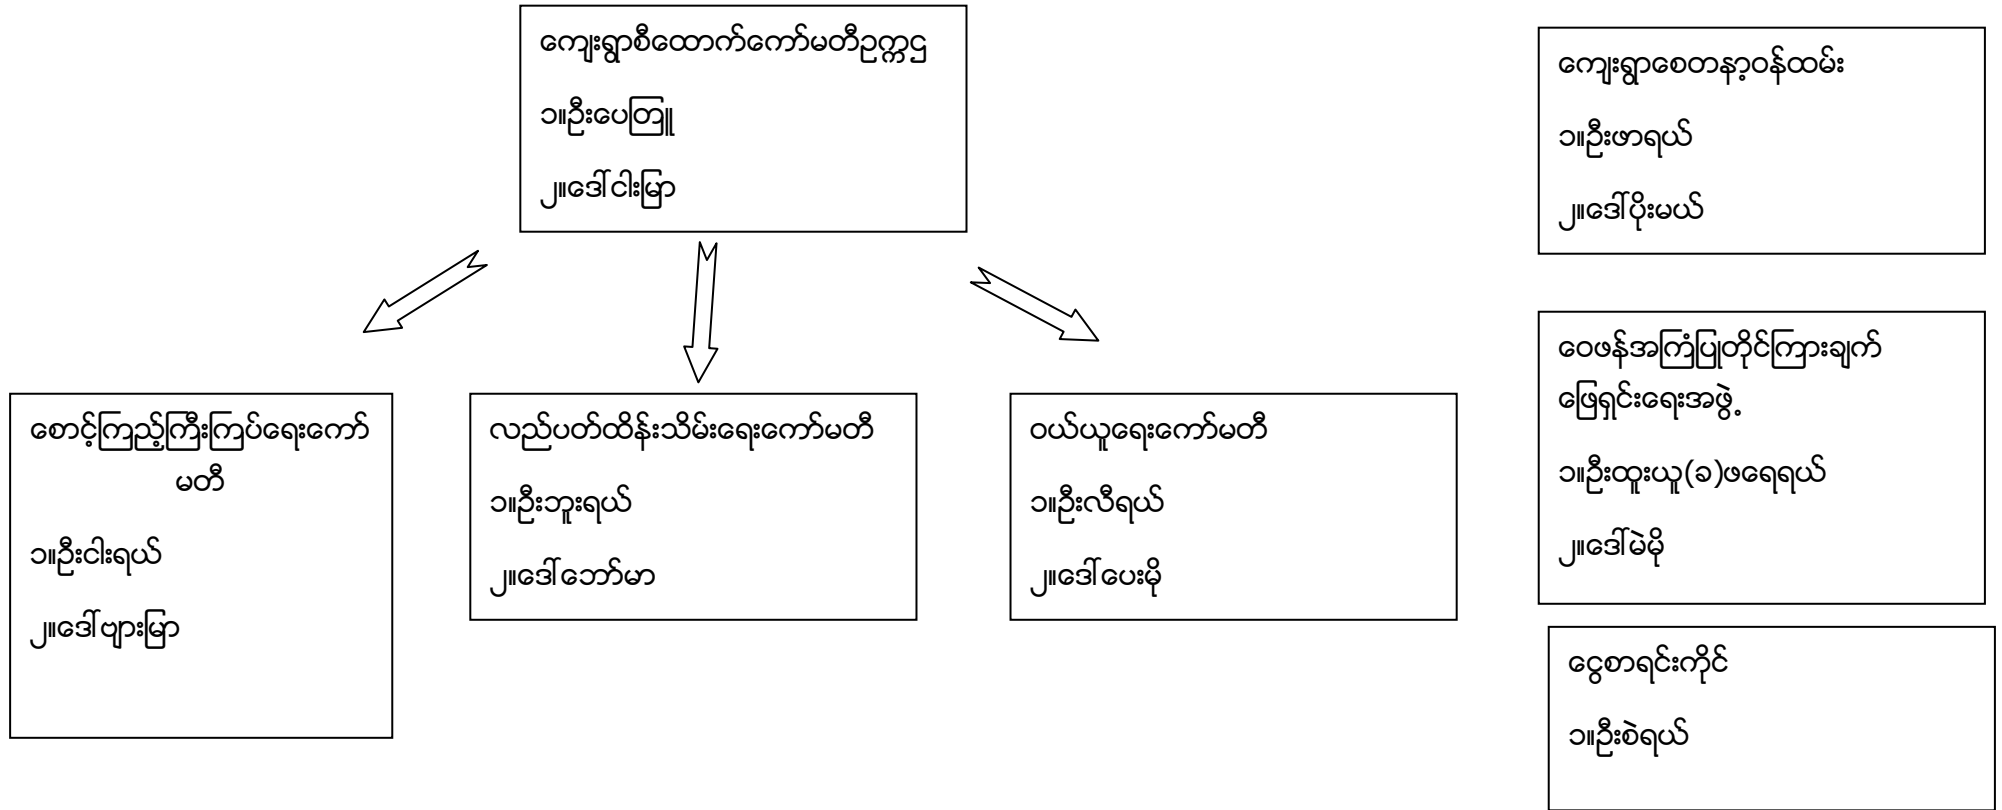 ကျေးရွာစီထောက်ကော်မတီဥက္ကဌ
၁။ဦးပေတြူ
၂။ဒေါ်ငါးမြာ
ကျေးရွာစေတနာ့ဝန်ထမ်း
၁။ဦးဖာရယ်
၂။ဒေါ်ပိုးမယ်
စောင့်ကြည့်ကြီးကြပ်ရေးကော်
မတီ
၁။ဦးငါးရယ်
၂။ဒေါ်ဗျားမြာ
လည်ပတ်ထိန်းသိမ်းရေးကော်မတီ
၁။ဦးဘူးရယ်
၂။ဒေါ်ဘော်မာ
ဝယ်ယူရေးကော်မတီ
၁။ဦးလီရယ်
၂။ဒေါ်ပေးမို
ဝေဖန်အကြံပြုတိုင်ကြားချက်
ဖြေရှင်းရေးအဖွဲ့
၁။ဦးထူးယူ(ခ)ဖရေရယ်
၂။ဒေါ်မဲမို
ငွေစာရင်းကိုင်
၁။ဦးစဲရယ်